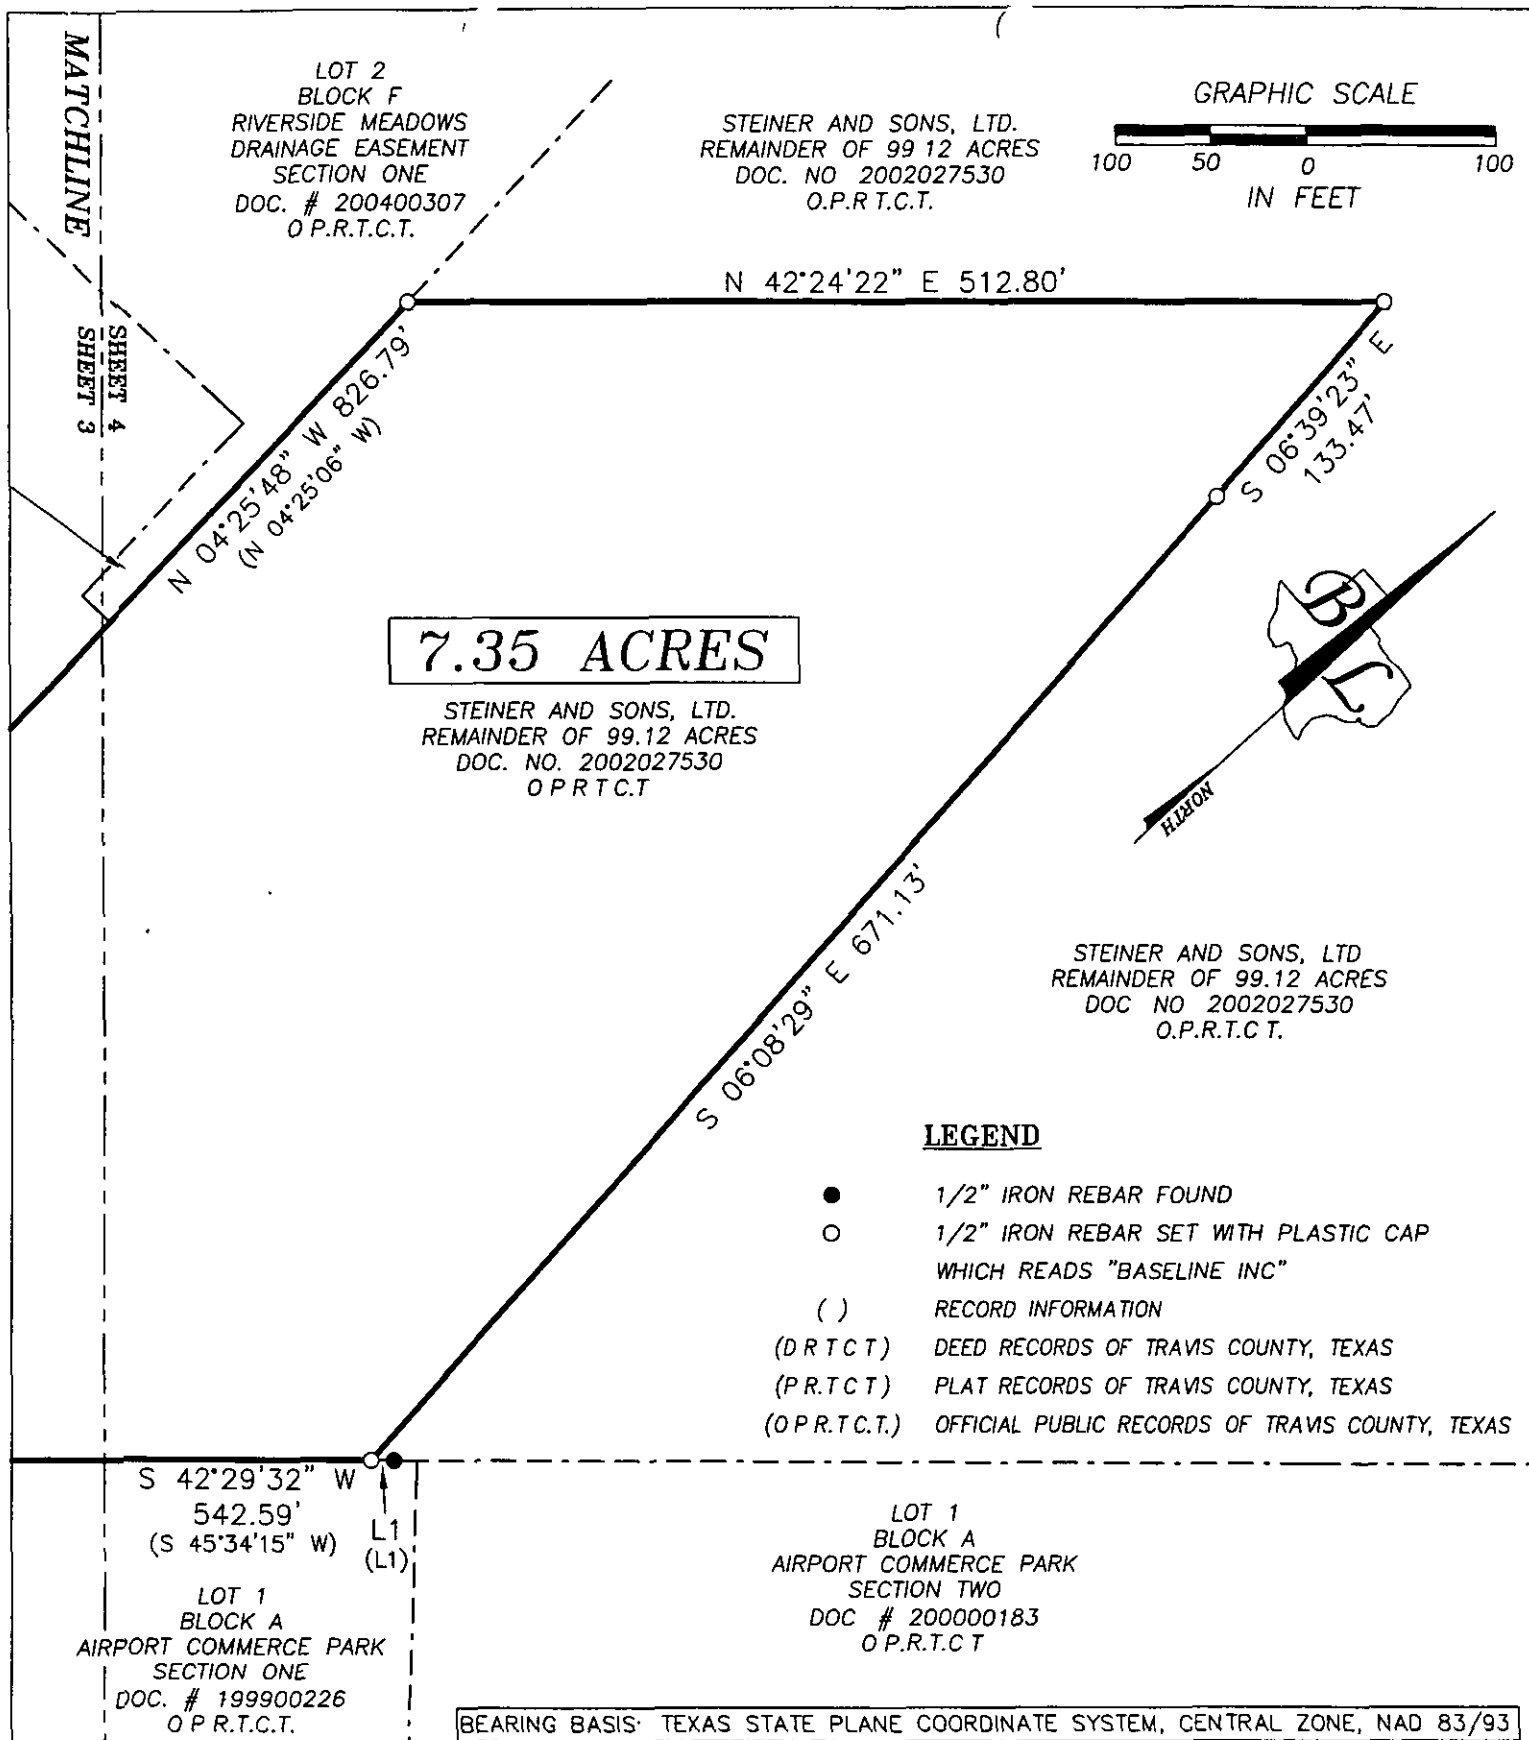 MATCHLINE
SHEET 4
SHEET 3
LOT 2
BLOCK F
RIVERSIDE MEADOWS
DRAINAGE EASEMENT
SECTION ONE
DOC. # 200400307
O P.R.T.C.T.
STEINER AND SONS, LTD.
REMAINDER OF 99 12 ACRES
DOC. NO 2002027530
O.P.R T.C.T.
GRAPHIC SCALE
100 50 0 100
IN FEET
N 42°24'22" E 512.80'
N 04°25'48" W 826.79'
(N 04°25'06" W)
S 06°39'23" E
133.47'
7.35 ACRES
STEINER AND SONS, LTD.
REMAINDER OF 99.12 ACRES
DOC. NO. 2002027530
O P R T C.T
B L
NORTH
S 06°08'29" E 671.13'
STEINER AND SONS, LTD
REMAINDER OF 99.12 ACRES
DOC NO 2002027530
O.P.R.T.C T.
LEGEND
1/2" IRON REBAR FOUND
1/2" IRON REBAR SET WITH PLASTIC CAP
WHICH READS "BASELINE INC"
( ) RECORD INFORMATION
(D R T C T) DEED RECORDS OF TRAVIS COUNTY, TEXAS
(P R.T C T) PLAT RECORDS OF TRAVIS COUNTY, TEXAS
(O P R.T C.T.) OFFICIAL PUBLIC RECORDS OF TRAVIS COUNTY, TEXAS
S 42°29'32" W
542.59'
(S 45°34'15" W)
L1
(L1)
LOT 1
BLOCK A
AIRPORT COMMERCE PARK
SECTION ONE
DOC. # 199900226
O P R.T.C.T.
LOT 1
BLOCK A
AIRPORT COMMERCE PARK
SECTION TWO
DOC # 200000183
O P.R.T.C T
BEARING BASIS· TEXAS STATE PLANE COORDINATE SYSTEM, CENTRAL ZONE, NAD 83/93